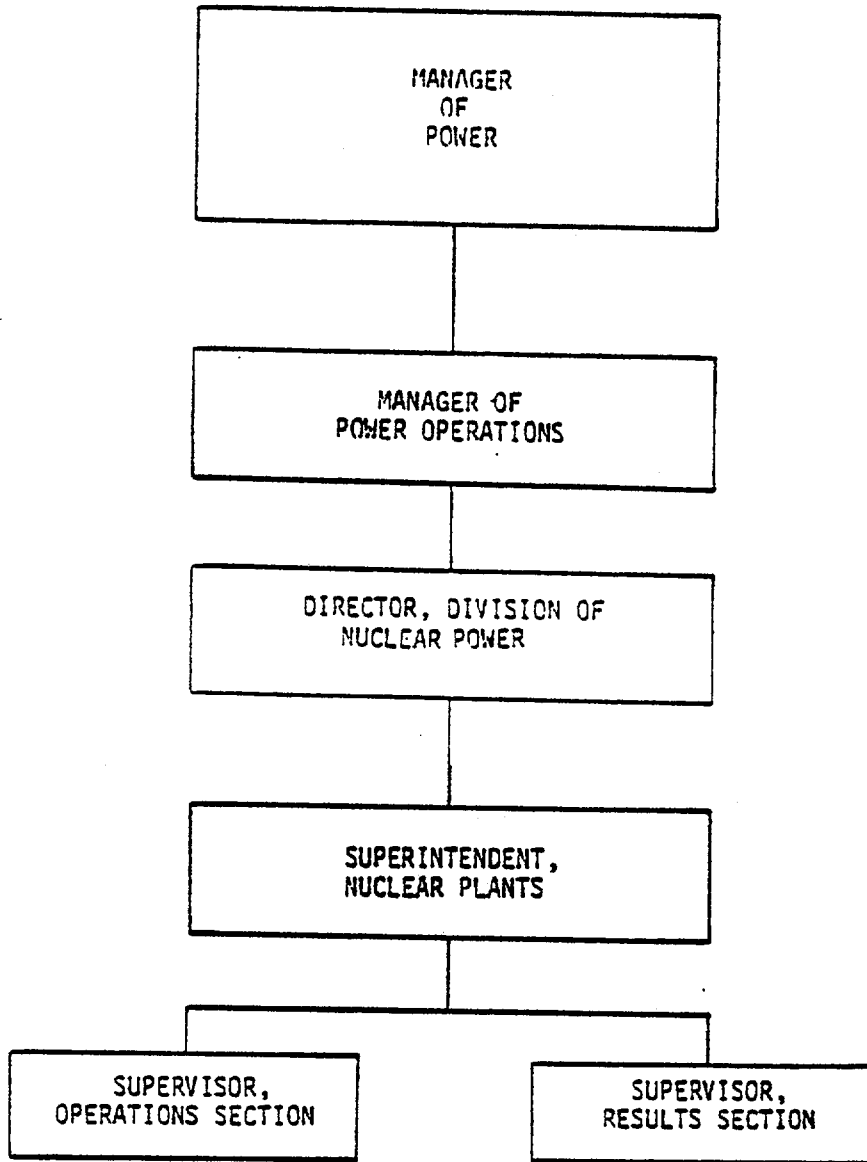 MANAGER
OF
POWER
MANAGER OF
POWER OPERATIONS
DIRECTOR, DIVISION OF
NUCLEAR POWER
SUPERINTENDENT,
NUCLEAR PLANTS
SUPERVISOR,
OPERATIONS SECTION
SUPERVISOR,
RESULTS SECTION